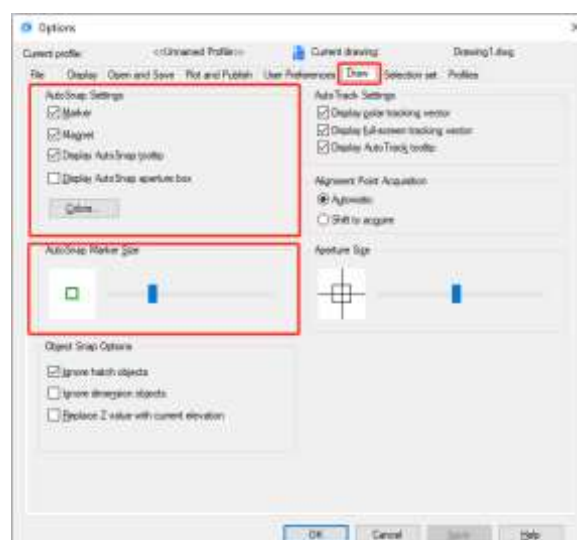 Options
Current profile: <<Unnamed Profile>> Current drawing: Drawing1.dwg
File Display Open and Save Plot and Publish User Preferences Draw Selection set Profiles
AutoSnap Settings
Marker
Magnet
Display AutoSnap tooltip
Display AutoSnap aperture box
Colors...
AutoTrack Settings
Display polar tracking vector
Display full-screen tracking vector
Display AutoTrack tooltip
Alignment Point Acquisition
Automatic
Shift to acquire
AutoSnap Marker Size
Aperture Size
Object Snap Options
Ignore hatch objects
Ignore dimension objects
Replace Z value with current elevation
OK Cancel Help